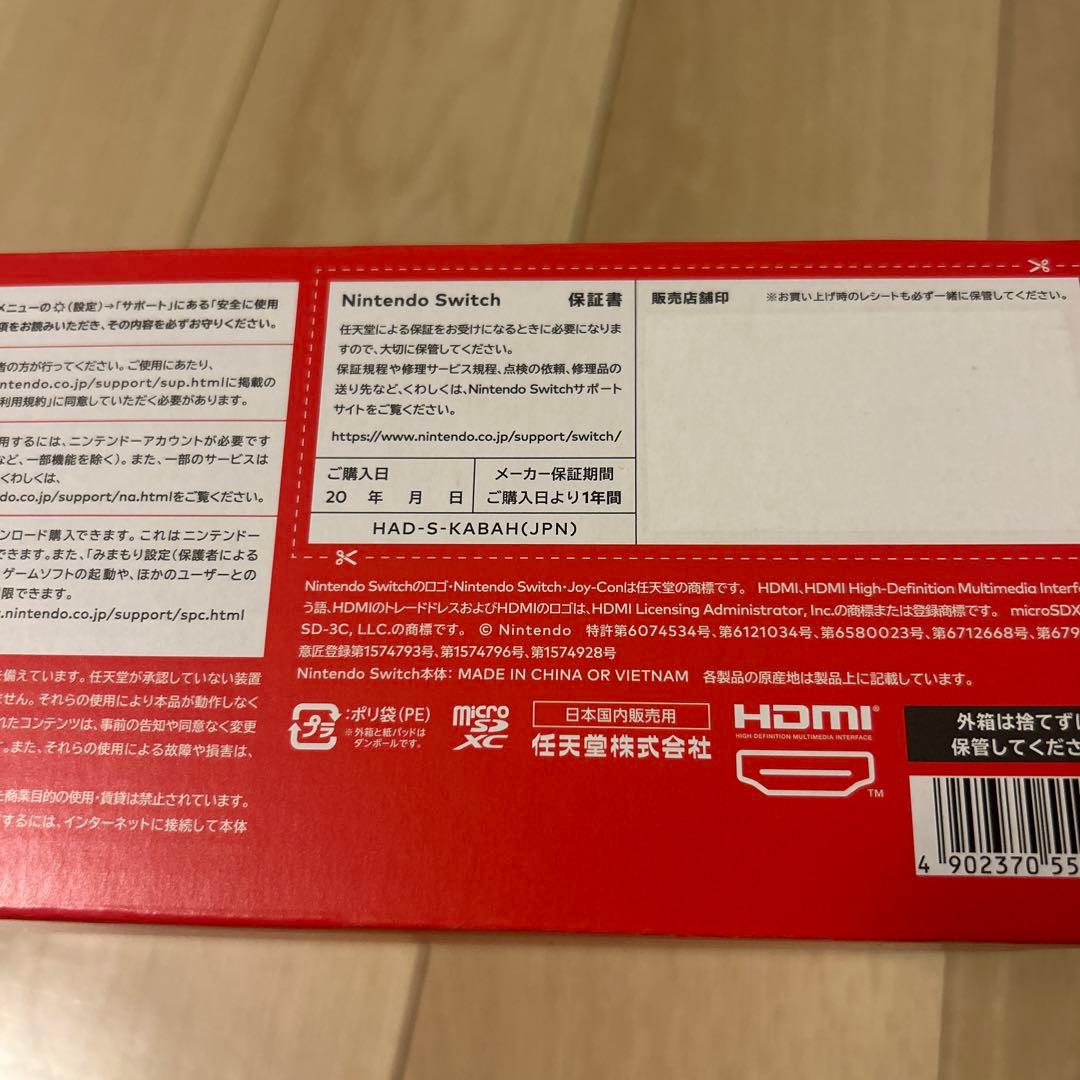 メニューの(設定)→「サポート」にある「安全に使用
項をお読みいただき、その内容を必ずお守りください。
者の方が行ってください。ご使用にあたり、
ntendo.co.jp/support/sup.htmlに掲載の
利用規約」に同意していただく必要があります。
用するには、ニンテンドーアカウントが必要です
など、一部機能を除く)。また、一部のサービスは
くわしくは、
do.co.jp/support/na.htmlをご覧ください。
ンロード購入できます。これはニンテンドー
できます。また、「みまもり設定(保護者による
ゲームソフトの起動や、ほかのユーザーとの
限できます。
.nintendo.co.jp/support/spc.html
を備えています。任天堂が承認していない装置
ません。それらの使用により本品が動作しなく
れたコンテンツは、事前の告知や同意なく変更
す。また、それらの使用による故障や損害は、
た商業目的の使用・賃貸は禁止されています。
するには、インターネットに接続して本体
Nintendo Switch 保証書
任天堂による保証をお受けになるときに必要になりま
すので、大切に保管してください。
保証規程や修理サービス規程、点検の依頼、修理品の
送り先など、くわしくは、Nintendo Switchサポート
サイトをご覧ください。
https://www.nintendo.co.jp/support/switch/
ご購入日
20 年 月 日
メーカー保証期間
ご購入日より1年間
HAD-S-KABAH(JPN)
販売店舗印 ※お買い上げ時のレシートも必ず一緒に保管してください。
Nintendo Switchのロゴ・Nintendo Switch・Joy-Conは任天堂の商標です。 HDMI、HDMI High-Definition Multimedia Interf
う語、HDMIのトレードドレスおよびHDMIのロゴは、HDMI Licensing Administrator, Inc.の商標または登録商標です。 microSDX
SD-3C, LLC.の商標です。 © Nintendo 特許第6074534号、第6121034号、第6580023号、第6712668号、第679
意匠登録第1574793号、第1574796号、第1574928号
Nintendo Switch本体: MADE IN CHINA OR VIETNAM 各製品の原産地は製品上に記載しています。
プラ
:ポリ袋(PE)
※外箱と紙パッドは
ダンボールです。
micro
SD
XC
日本国内販売用
任天堂株式会社
HDMI®
HIGH-DEFINITION MULTIMEDIA INTERFACE
TM
外箱は捨てずに
保管してくださ
4 902370 55